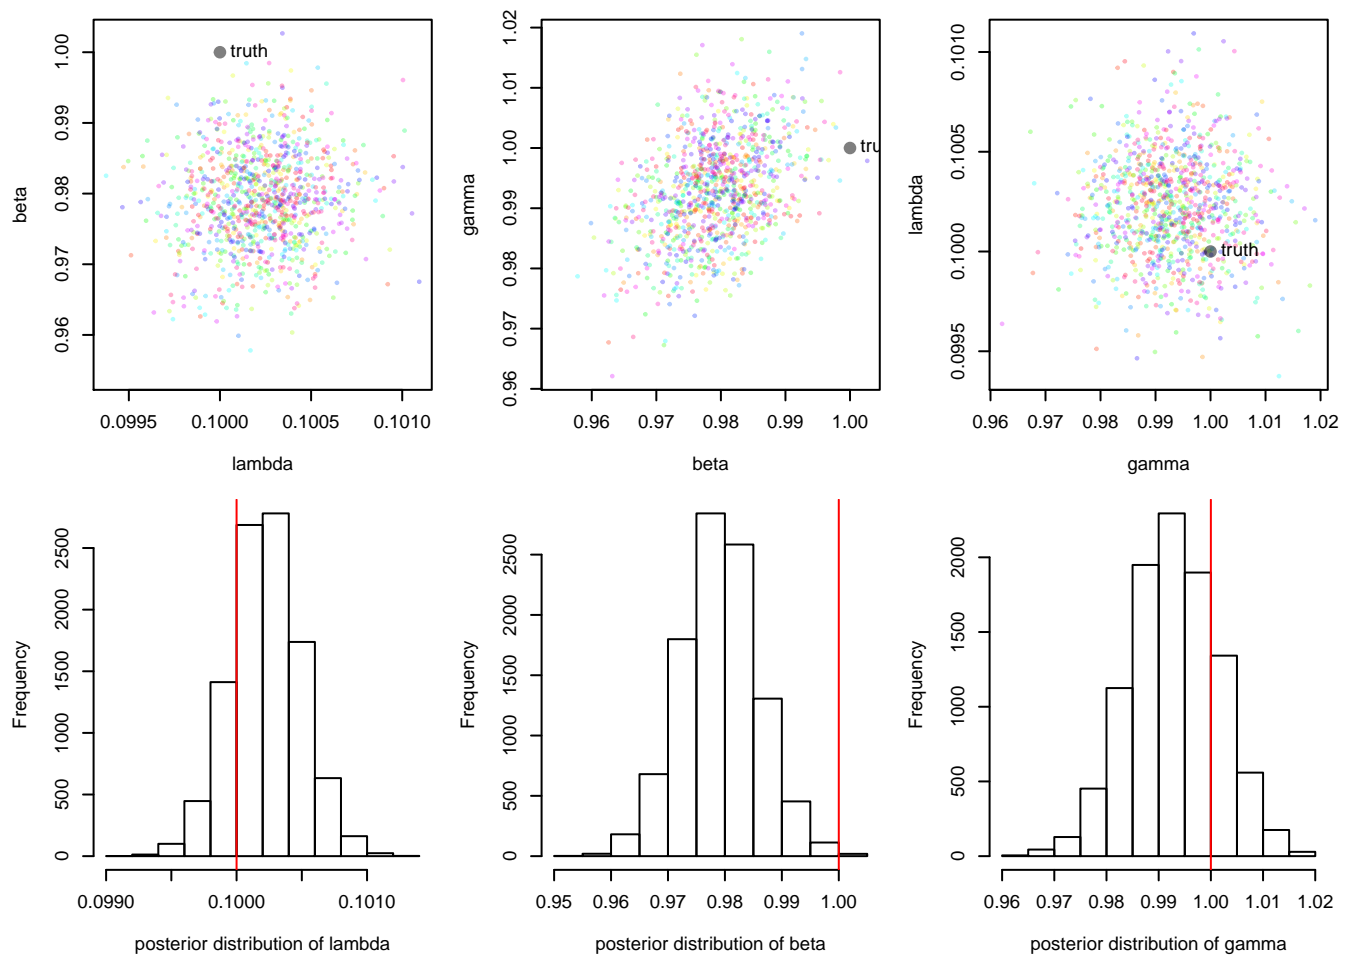 beta
1.00
0.99
0.98
0.97
0.96
truth
0.0995 0.1000 0.1005 0.1010
lambda
gamma
1.02
1.01
1.00
0.99
0.98
0.97
0.96
tru
0.96 0.97 0.98 0.99 1.00
beta
lambda
0.1010
0.1005
0.1000
0.0995
truth
0.96 0.97 0.98 0.99 1.00 1.01 1.02
gamma
Frequency
2500
2000
1500
1000
500
0
0.0990 0.1000 0.1010
posterior distribution of lambda
Frequency
2500
2000
1500
1000
500
0
0.95 0.96 0.97 0.98 0.99 1.00
posterior distribution of beta
Frequency
2000
1500
1000
500
0
0.96 0.97 0.98 0.99 1.00 1.01 1.02
posterior distribution of gamma